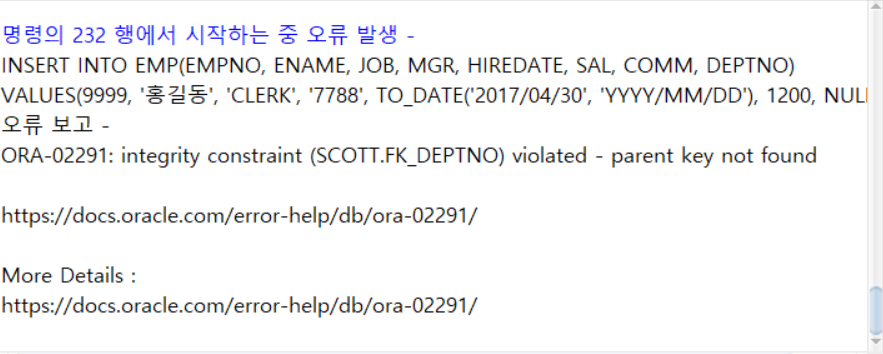 명령의 232 행에서 시작하는 중 오류 발생 -
INSERT INTO EMP(EMPNO, ENAME, JOB, MGR, HIREDATE, SAL, COMM, DEPTNO)
VALUES(9999, '홍길동', 'CLERK', '7788', TO_DATE('2017/04/30', 'YYYY/MM/DD'), 1200, NULL
오류 보고 -
ORA-02291: integrity constraint (SCOTT.FK_DEPTNO) violated - parent key not found
https://docs.oracle.com/error-help/db/ora-02291/
More Details :
https://docs.oracle.com/error-help/db/ora-02291/